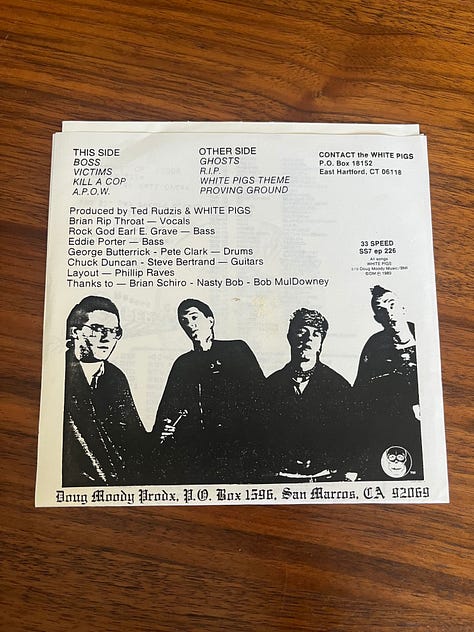 THIS SIDE
BOSS
VICTIMS
KILL A COP
A.P.O.W.
OTHER SIDE
GHOSTS
R.I.P.
WHITE PIGS THEME
PROVING GROUND
CONTACT the WHITE PIGS
P.O. Box 18152
East Hartford, CT 06118
Produced by Ted Rudzis & WHITE PIGS
Brian Rip Throat — Vocals
Rock God Earl E. Grave — Bass
Eddie Porter — Bass
George Butterrick - Pete Clark — Drums
Chuck Duncan - Steve Bertrand — Guitars
Layout — Phillip Raves
Thanks to — Brian Schiro - Nasty Bob - Bob MulDowney
33 SPEED
SS7 ep 226
All songs
WHITE PIGS
Doug Moody Music/BMI
Doug Moody Prodx, P.O. Box 1596, San Marcos, CA 92069